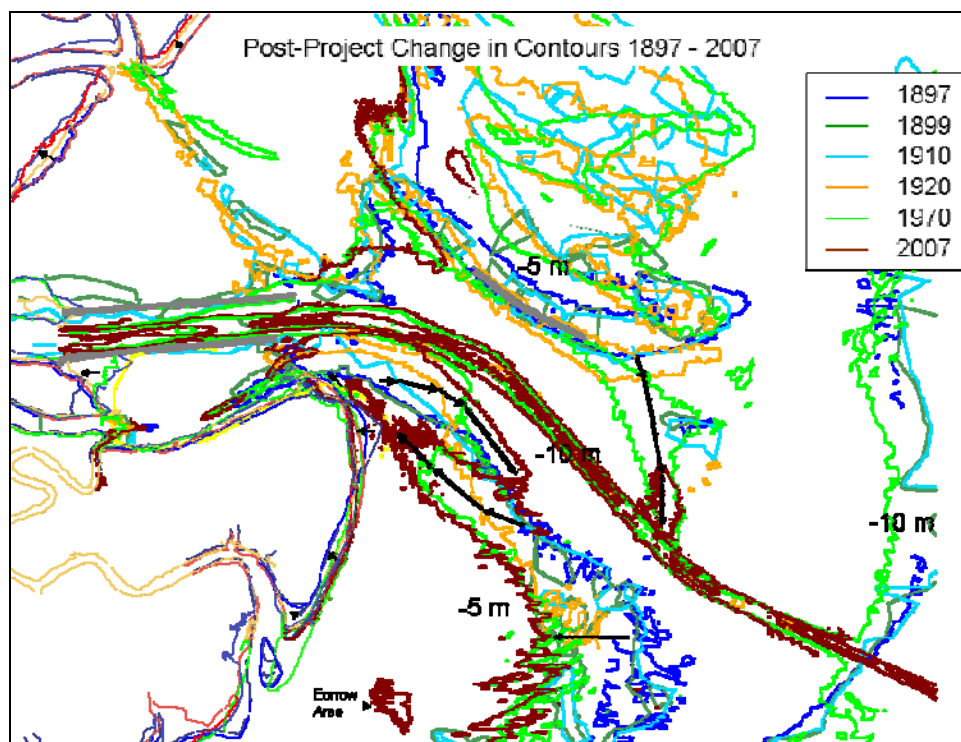 Post-Project Change in Contours 1897 - 2007
1897
1899
1910
1920
1970
2007
-5 m
-10 m
-10 m
-5 m
Borrow
Area